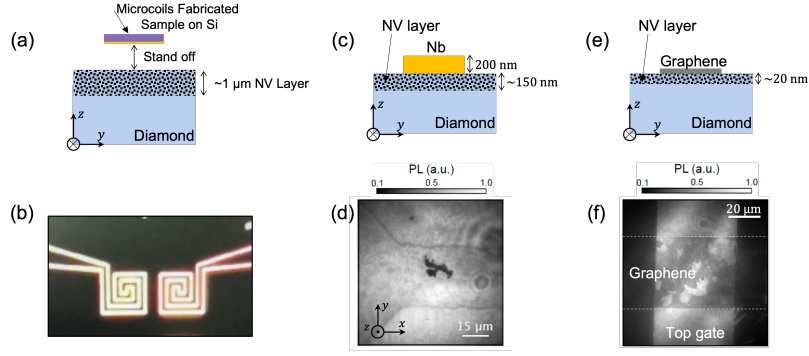 (a)
Microcoils Fabricated
Sample on Si
Stand off
~1 μm NV Layer
z
y
Diamond
(b)
(c)
NV layer
Nb
200 nm
~150 nm
z
y
Diamond
(d)
PL (a.u.)
0.1 0.5 1.0
y
z x
15 μm
(e)
NV layer
Graphene
~20 nm
z
y
Diamond
(f)
PL (a.u.)
0.1 0.5 1.0
20 μm
Graphene
Top gate